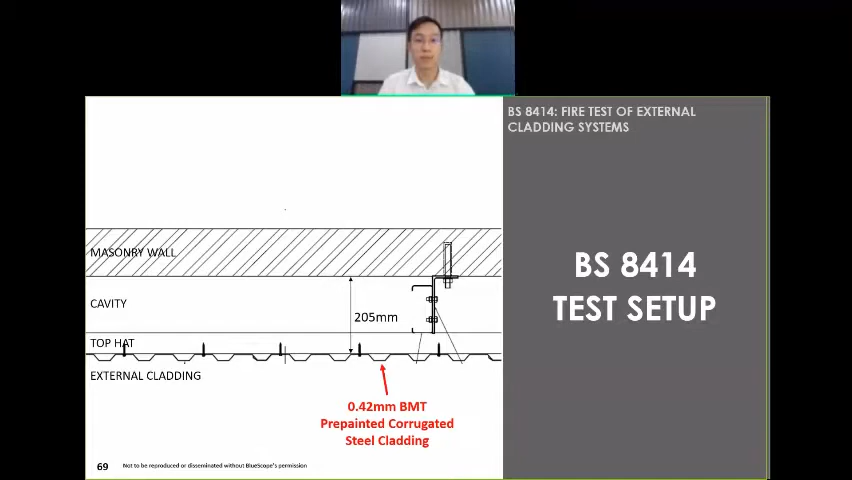 BS 8414: FIRE TEST OF EXTERNAL
CLADDING SYSTEMS
MASONRY WALL
CAVITY
205mm
TOP HAT
EXTERNAL CLADDING
0.42mm BMT
Prepainted Corrugated
Steel Cladding
BS 8414
TEST SETUP
69
Not to be reproduced or disseminated without BlueScope's permission